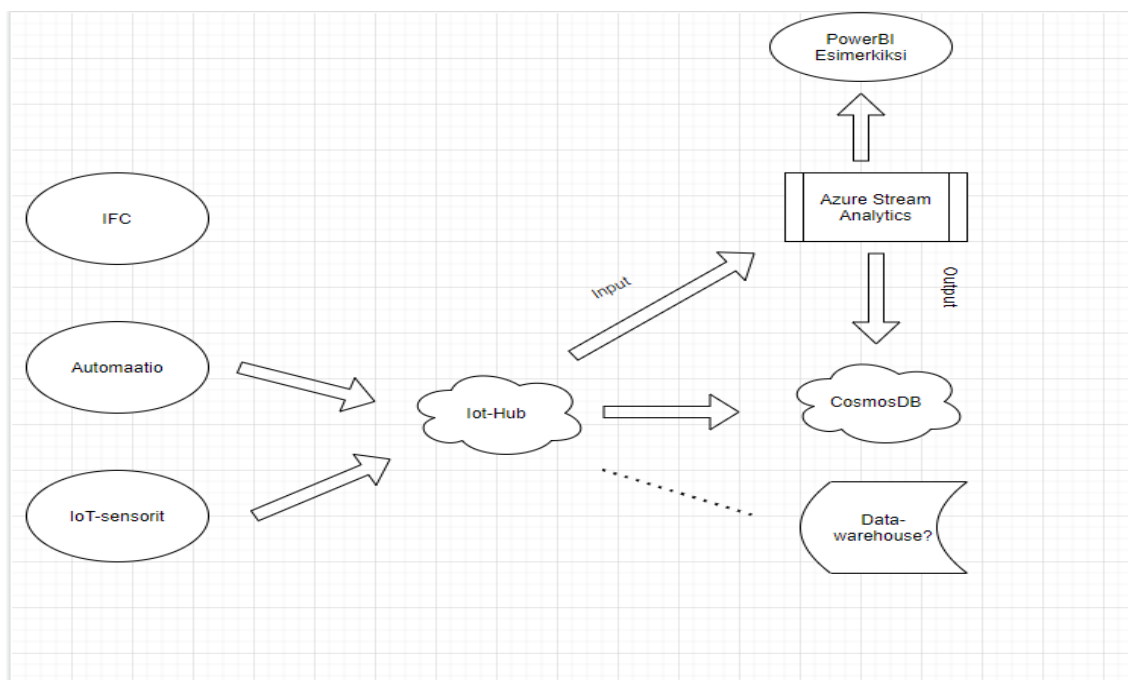 PowerBI
Esimerkiksi
IFC
Azure Stream
Analytics
Input
Output
Automaatio
Iot-Hub
CosmosDB
IoT-sensorit
Data-
warehouse?